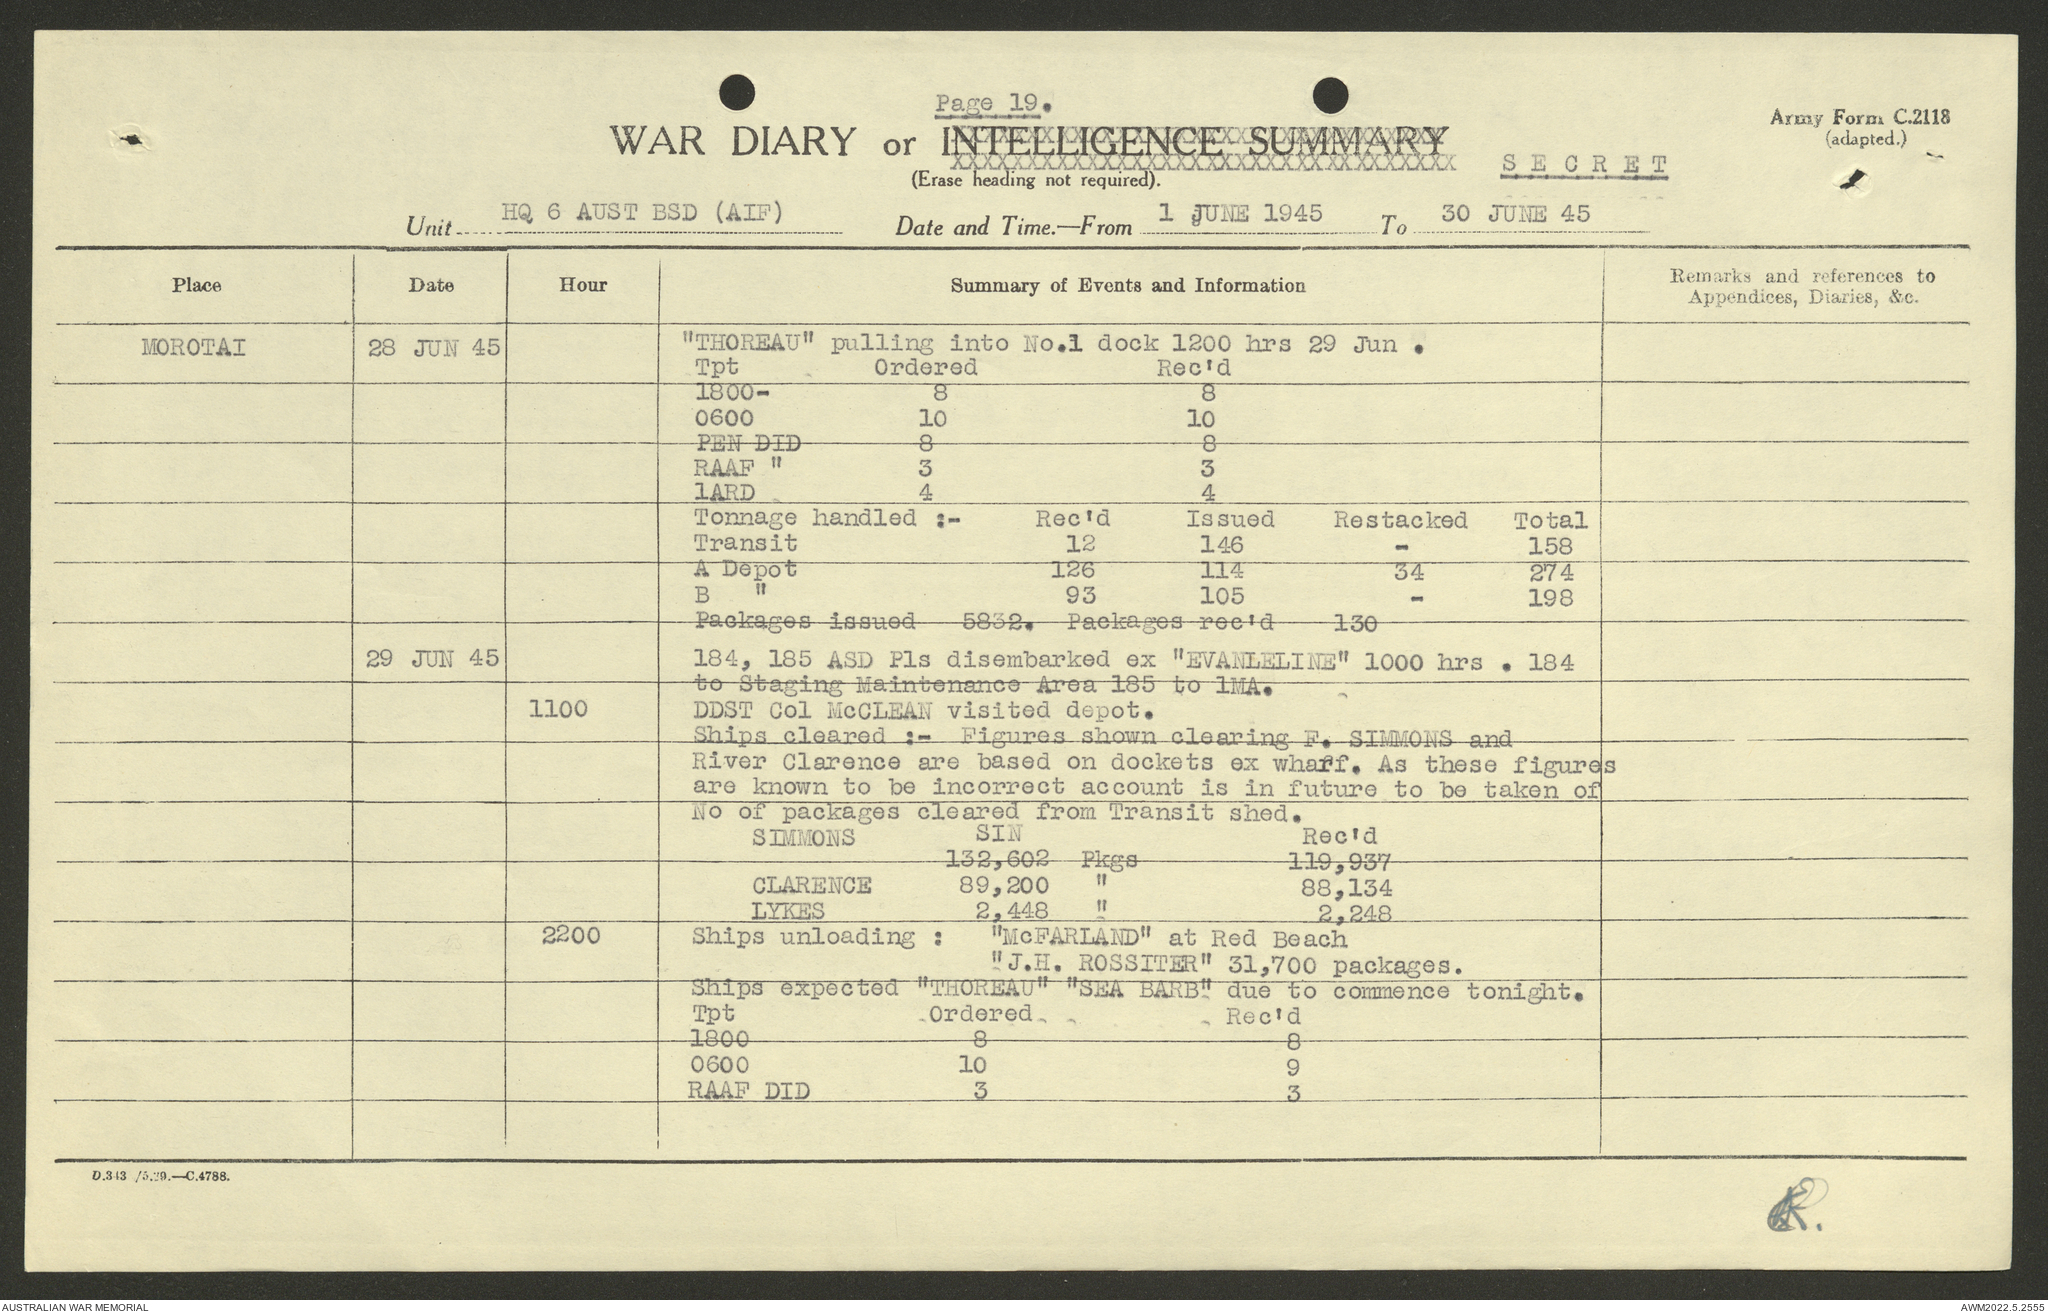 Page 19.
WAR DIARY or INTELLIGENCE SUMMARY
Army Form C.2118
(adapted.)
SECRET
(Erase heading not required).
Unit HQ 6 AUST BSD (AIF) Date and Time.—From 1 JUNE 1945 To 30 JUNE 45
Place Date Hour Summary of Events and Information Remarks and references to
Appendices, Diaries, &c.
MOROTAI 28 JUN 45 "THOREAU" pulling into No.1 dock 1200 hrs 29 Jun .
Tpt Ordered Rec'd
1800- 8 8
0600 10 10
PEN DID 8 8
RAAF " 3 3
1ARD 4 4
Tonnage handled :- Rec'd Issued Restacked Total
Transit 12 146 - 158
A Depot 126 114 34 274
B " 93 105 - 198
Packages issued 5832. Packages rec'd 130
29 JUN 45 184, 185 ASD Pls disembarked ex "EVANLELINE" 1000 hrs . 184
to Staging Maintenance Area 185 to 1MA.
1100 DDST Col McCLEAN visited depot.
Ships cleared :- Figures shown clearing F. SIMMONS and
River Clarence are based on dockets ex wharf. As these figures
are known to be incorrect account is in future to be taken of
No of packages cleared from Transit shed.
SIMMONS SIN Rec'd
132,602 Pkgs 119,937
CLARENCE 89,200 " 88,134
LYKES 2,448 " 2,248
2200 Ships unloading : "McFARLAND" at Red Beach
"J.H. ROSSITER" 31,700 packages.
Ships expected "THOREAU" "SEA BARB" due to commence tonight.
Tpt Ordered Rec'd
1800 8 8
0600 10 9
RAAF DID 3 3
D.343 /5.39.—C.4788.
AUSTRALIAN WAR MEMORIAL
AWM2022.5.2555